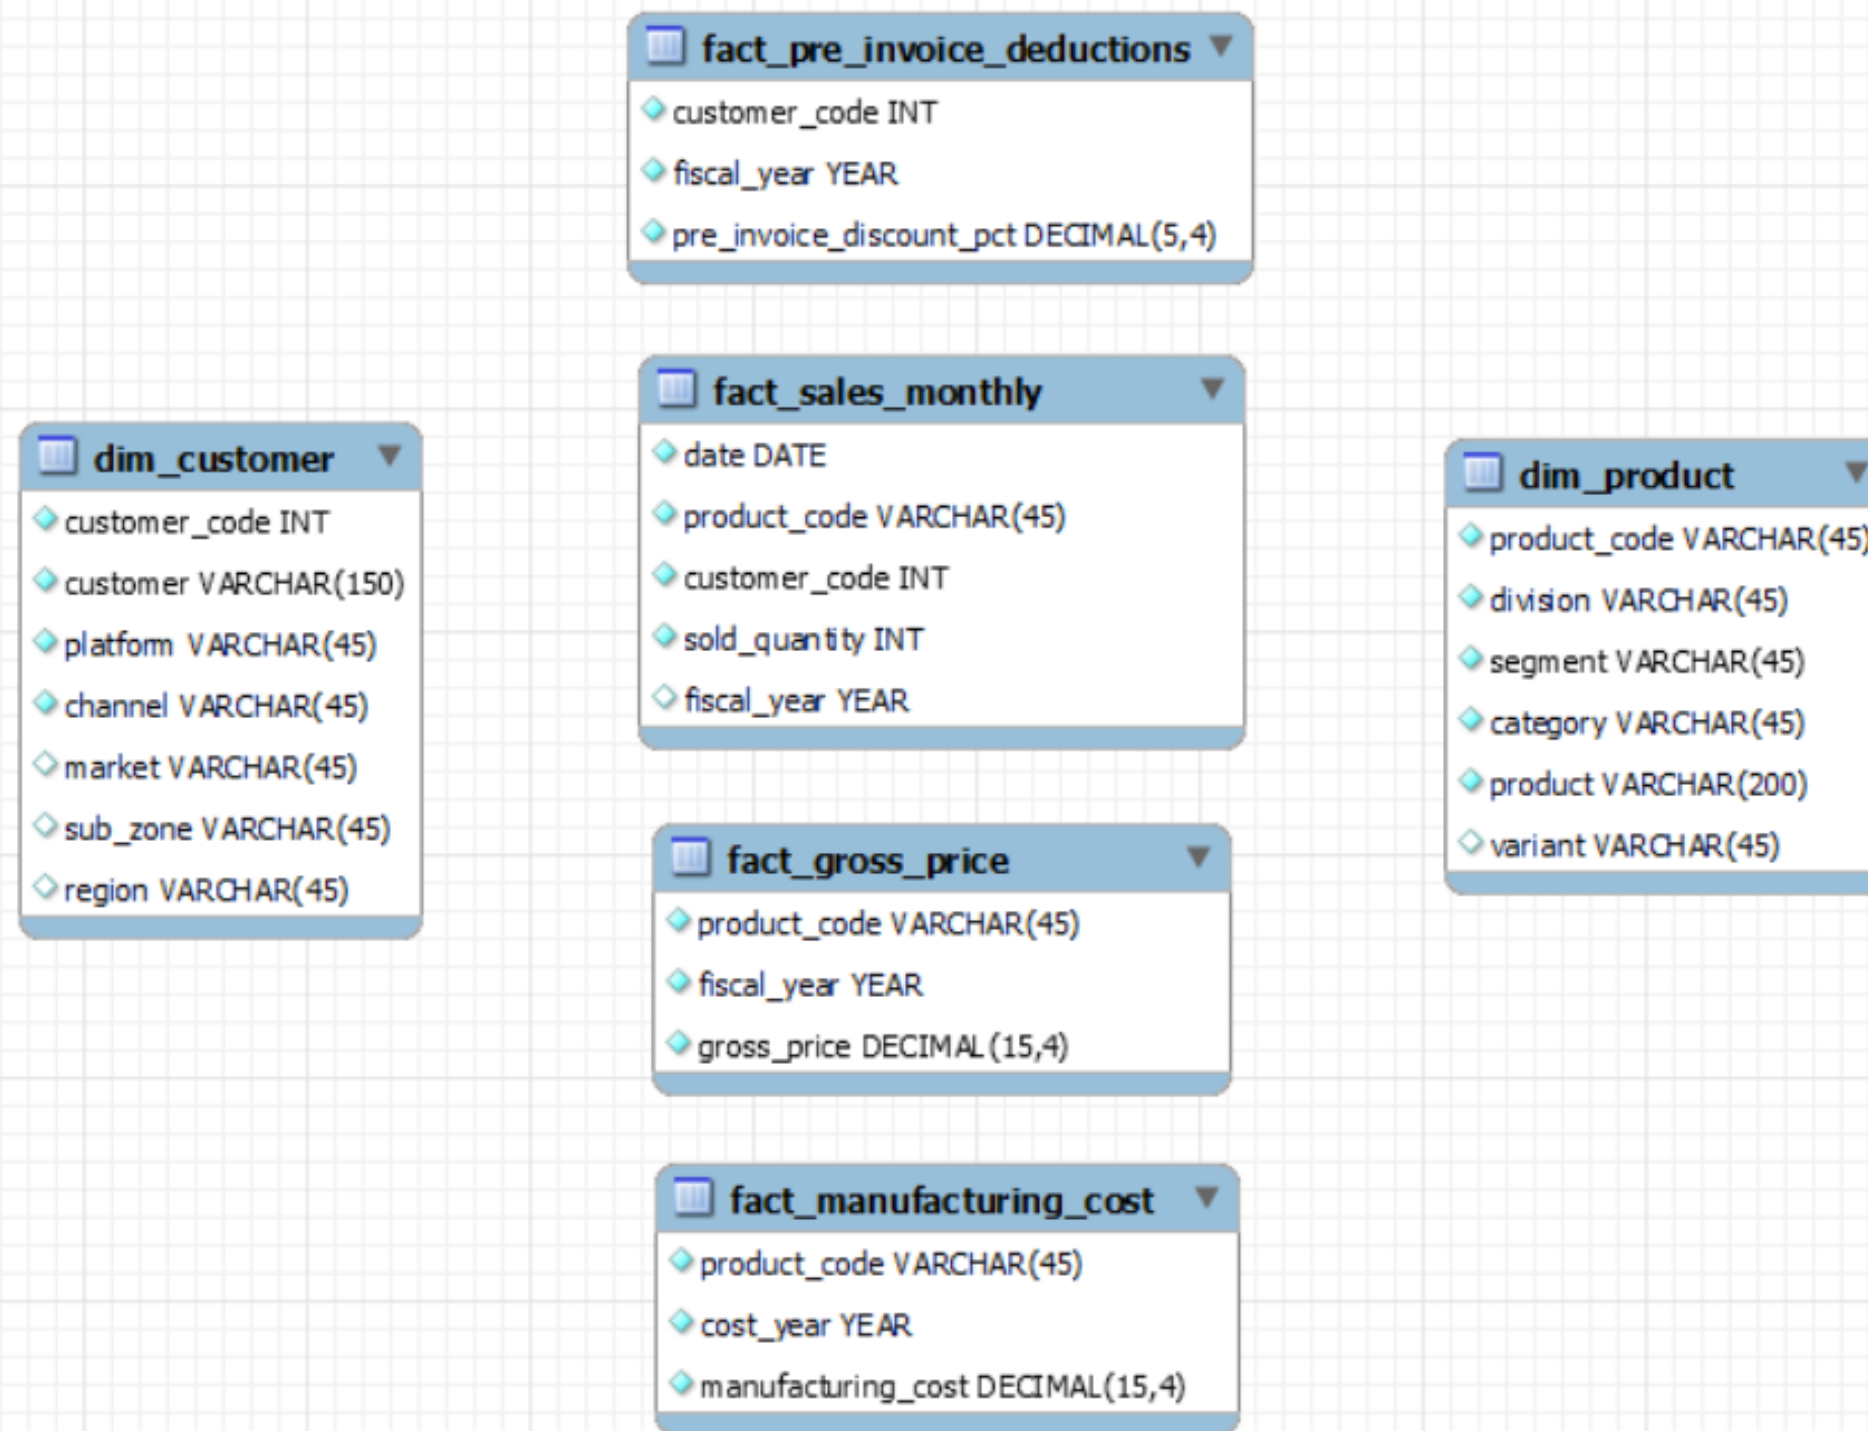 fact_pre_invoice_deductions
customer_code INT
fiscal_year YEAR
pre_invoice_discount_pct DECIMAL(5,4)
fact_sales_monthly
date DATE
product_code VARCHAR(45)
customer_code INT
sold_quantity INT
fiscal_year YEAR
dim_customer
customer_code INT
customer VARCHAR(150)
platform VARCHAR(45)
channel VARCHAR(45)
market VARCHAR(45)
sub_zone VARCHAR(45)
region VARCHAR(45)
dim_product
product_code VARCHAR(45)
division VARCHAR(45)
segment VARCHAR(45)
category VARCHAR(45)
product VARCHAR(200)
variant VARCHAR(45)
fact_gross_price
product_code VARCHAR(45)
fiscal_year YEAR
gross_price DECIMAL(15,4)
fact_manufacturing_cost
product_code VARCHAR(45)
cost_year YEAR
manufacturing_cost DECIMAL(15,4)